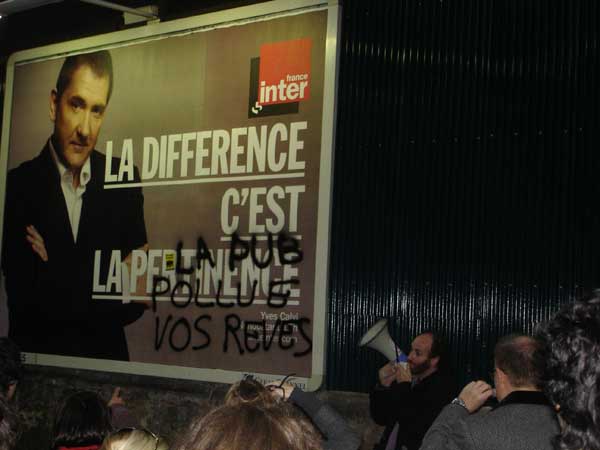 france
inter
LA DIFFERENCE
C'EST
LA PERTINENCE
LA PUB
POLLUE
VOS REVES
Yves Calvi